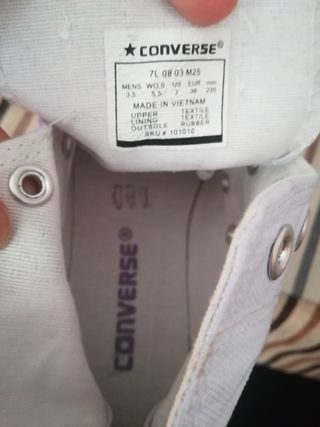 ★CONVERSE®
7L 08 03 M25
MENS WO.S US EUR mm
3.5 5.5 3 36 235
MADE IN VIETNAM
UPPER TEXTILE
LINING TEXTILE
OUTSOLE RUBBER
SKU# 101010
CONVERSE®